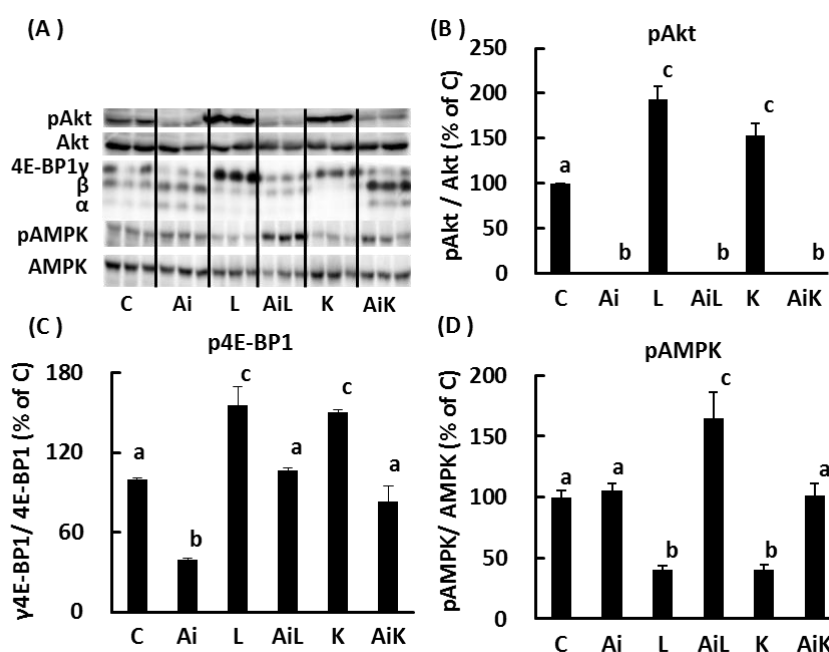 (A )
pAkt
Akt
4E-BP1γ
β
α
pAMPK
AMPK
C Ai L AiL K AiK
(B )
pAkt
pAkt / Akt (% of C)
250
200
150
100
50
0
a
b
c
b
c
b
C Ai L AiL K AiK
(C )
p4E-BP1
γ4E-BP1/ 4E-BP1 (% of C)
180
120
60
0
a
b
c
a
c
a
C Ai L AiL K AiK
(D )
pAMPK
pAMPK/ AMPK (% of C)
200
150
100
50
0
a
a
b
c
b
a
C Ai L AiL K AiK